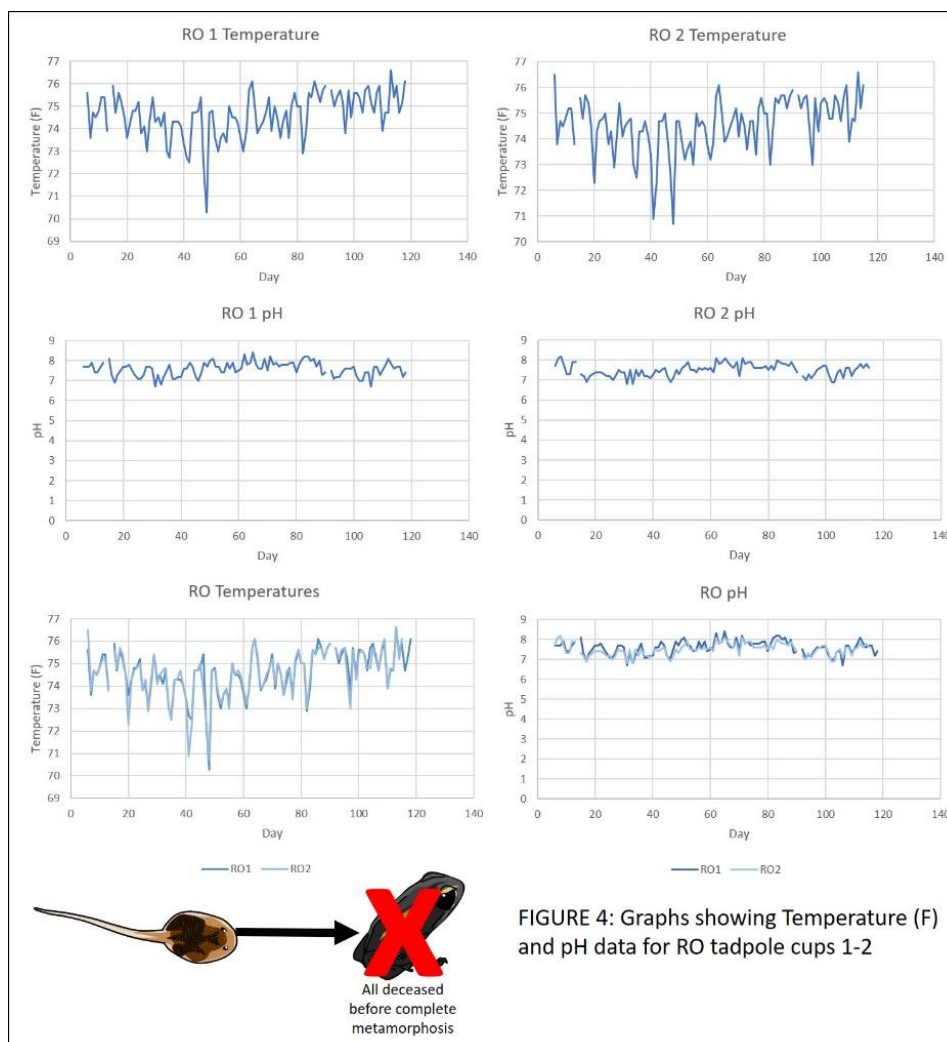 RO 1 Temperature
77
76
75
74
73
72
71
70
69
Temperature (F)
0 20 40 60 80 100 120 140
Day
RO 2 Temperature
77
76
75
74
73
72
71
70
Temperature (F)
0 20 40 60 80 100 120 140
Day
RO 1 pH
9
8
7
6
5
4
3
2
1
0
pH
0 20 40 60 80 100 120 140
Day
RO 2 pH
9
8
7
6
5
4
3
2
1
0
pH
0 20 40 60 80 100 120 140
Day
RO Temperatures
77
76
75
74
73
72
71
70
69
Temperature (F)
0 20 40 60 80 100 120 140
Day
RO1 RO2
RO pH
9
8
7
6
5
4
3
2
1
0
pH
0 20 40 60 80 100 120 140
Day
RO1 RO2
All deceased
before complete
metamorphosis
FIGURE 4: Graphs showing Temperature (F)
and pH data for RO tadpole cups 1-2